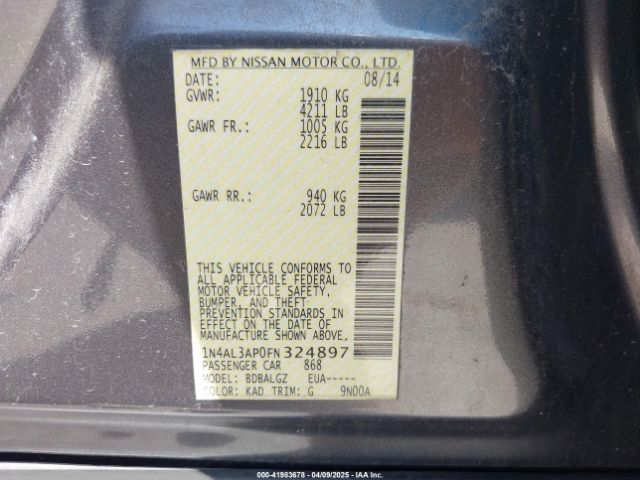 MFD BY NISSAN MOTOR CO., LTD.
DATE: 08/14
GVWR: 1910 KG
4211 LB
GAWR FR.: 1005 KG
2216 LB
GAWR RR.: 940 KG
2072 LB
THIS VEHICLE CONFORMS TO
ALL APPLICABLE FEDERAL
MOTOR VEHICLE SAFETY,
BUMPER, AND THEFT
PREVENTION STANDARDS IN
EFFECT ON THE DATE OF
MANUFACTURE SHOWN ABOVE.
1N4AL3AP0FN324897
PASSENGER CAR 868
MODEL: BDBALGZ EUA-----
COLOR: KAD TRIM: G 9N00A
000-41983678 | 04/09/2025 | IAA Inc.